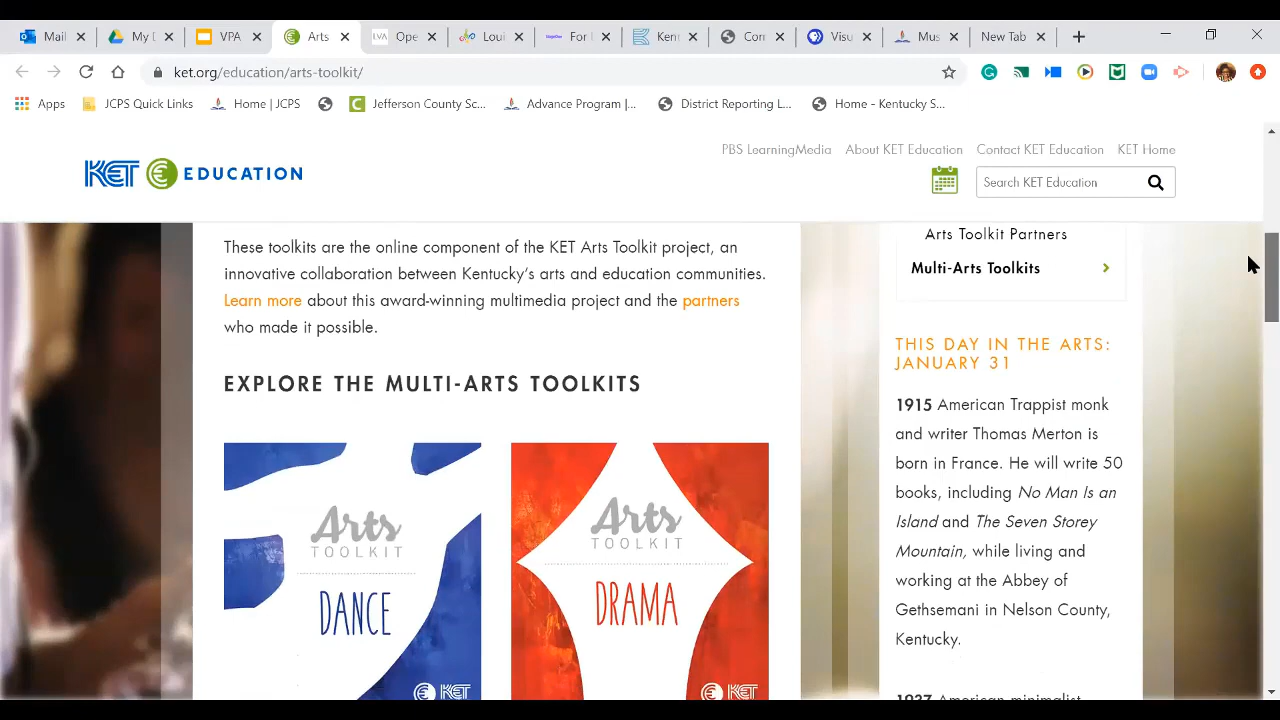 Mail
My D
VPA
Arts
LVA Ope
Loui
For I
Kent
Con
Visu
Mus
New Tab
ket.org/education/arts-toolkit/
Apps
JCPS Quick Links
Home | JCPS
Jefferson County Sc...
Advance Program |...
District Reporting L...
Home - Kentucky S...
PBS LearningMedia About KET Education Contact KET Education KET Home
KET EDUCATION
Search KET Education
These toolkits are the online component of the KET Arts Toolkit project, an
innovative collaboration between Kentucky's arts and education communities.
Learn more about this award-winning multimedia project and the partners
who made it possible.
EXPLORE THE MULTI-ARTS TOOLKITS
Arts
TOOLKIT
DANCE
KET
Arts
TOOLKIT
DRAMA
KET
Arts Toolkit Partners
Multi-Arts Toolkits
THIS DAY IN THE ARTS:
JANUARY 31
1915 American Trappist monk
and writer Thomas Merton is
born in France. He will write 50
books, including No Man Is an
Island and The Seven Storey
Mountain, while living and
working at the Abbey of
Gethsemani in Nelson County,
Kentucky.
1937 American minimalist